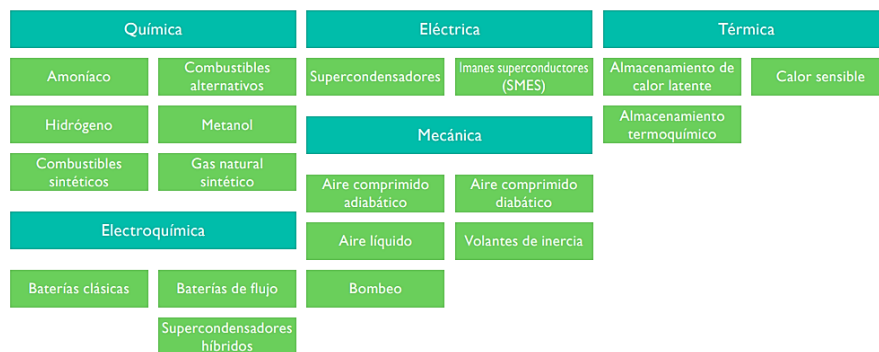 Química
Amoníaco
Combustibles
alternativos
Hidrógeno
Metanol
Combustibles
sintéticos
Gas natural
sintético
Electroquímica
Baterías clásicas
Baterías de flujo
Supercondensadores
híbridos
Eléctrica
Supercondensadores
Imanes superconductores
(SMES)
Mecánica
Aire comprimido
adiabático
Aire comprimido
diabático
Aire líquido
Volantes de inercia
Bombeo
Térmica
Almacenamiento de
calor latente
Calor sensible
Almacenamiento
termoquímico